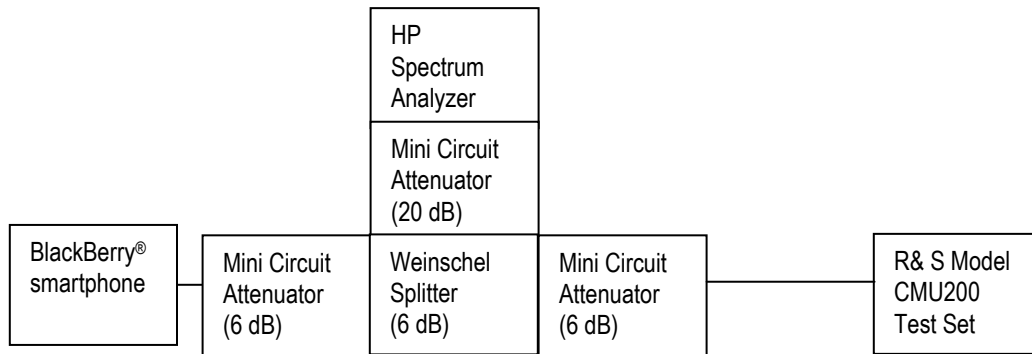 HP
Spectrum
Analyzer
Mini Circuit
Attenuator
(20 dB)
BlackBerry®
smartphone
Mini Circuit
Attenuator
(6 dB)
Weinschel
Splitter
(6 dB)
Mini Circuit
Attenuator
(6 dB)
R& S Model
CMU200
Test Set